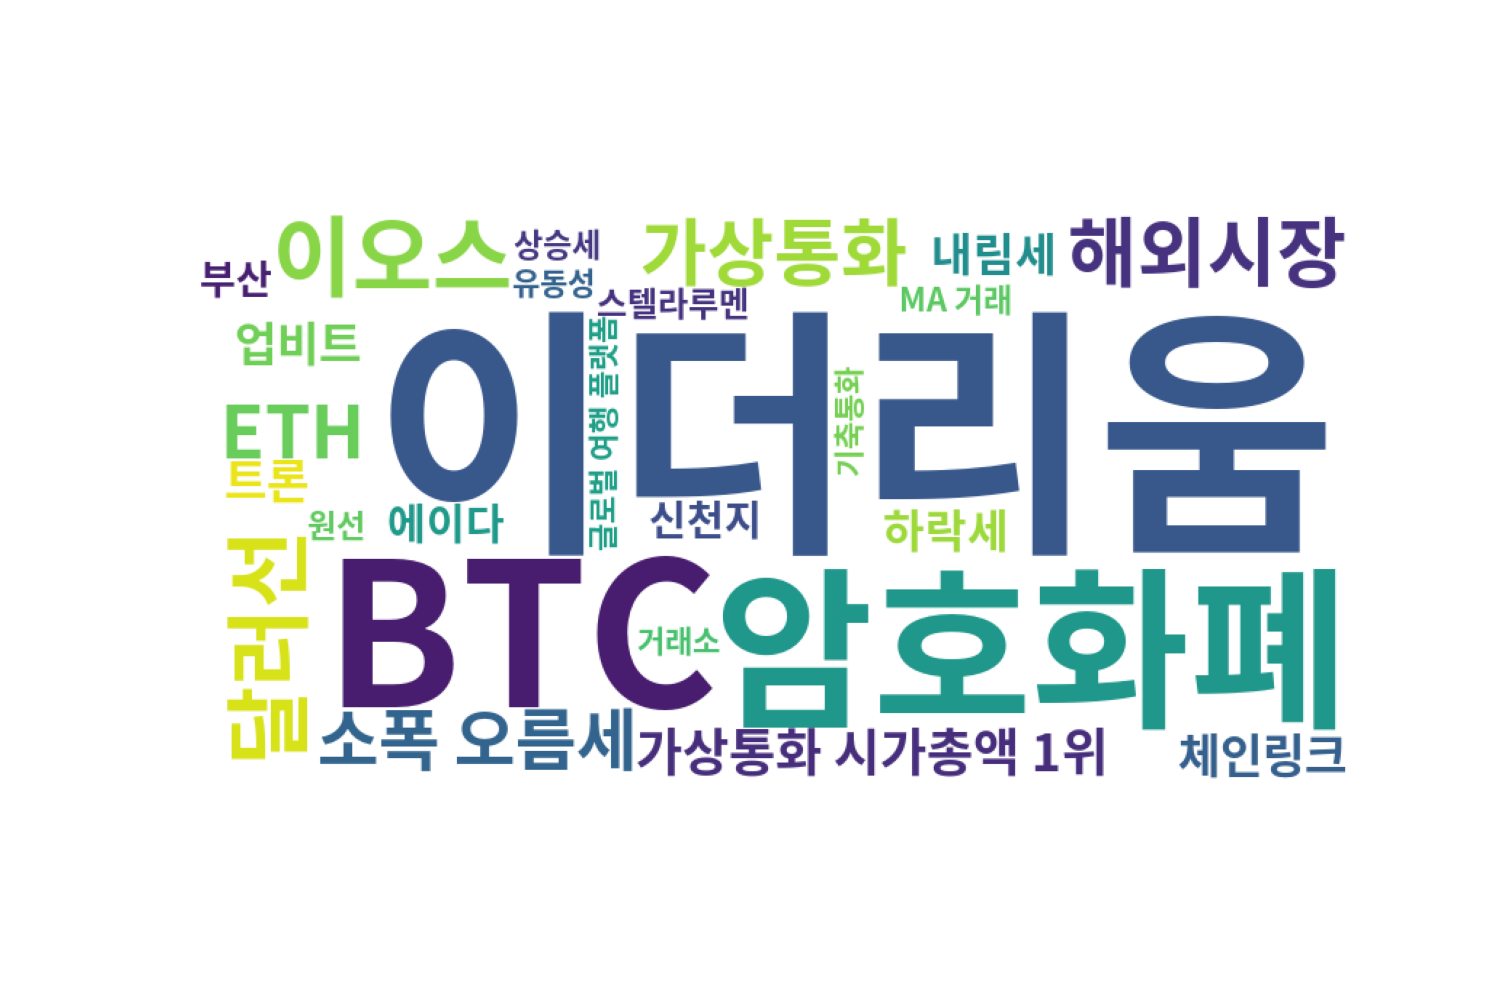 이오스
상승세
가상통화
내림세
해외시장
부산
유동성
스텔라루멘
MA 거래
업비트
이더리움
글로벌 여행 플랫폼
기축통화
ETH
트론
원선
에이다
신천지
하락세
달러선
BTC
거래소
암호화폐
소폭 오름세
가상통화 시가총액 1위
체인링크